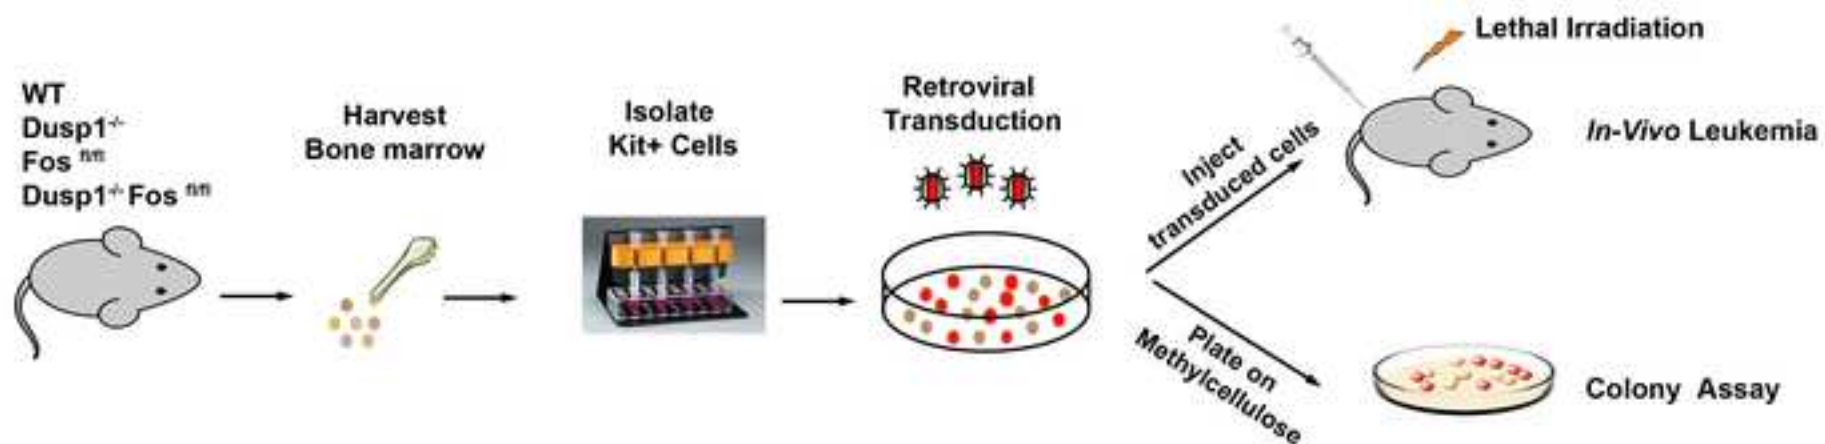 WT
Dusp1-/-
Fos fl/fl
Dusp1-/- Fos fl/fl
Harvest
Bone marrow
Isolate
Kit+ Cells
Retroviral
Transduction
Inject
transduced cells
Lethal Irradiation
In-Vivo Leukemia
Plate on
Methylcellulose
Colony Assay